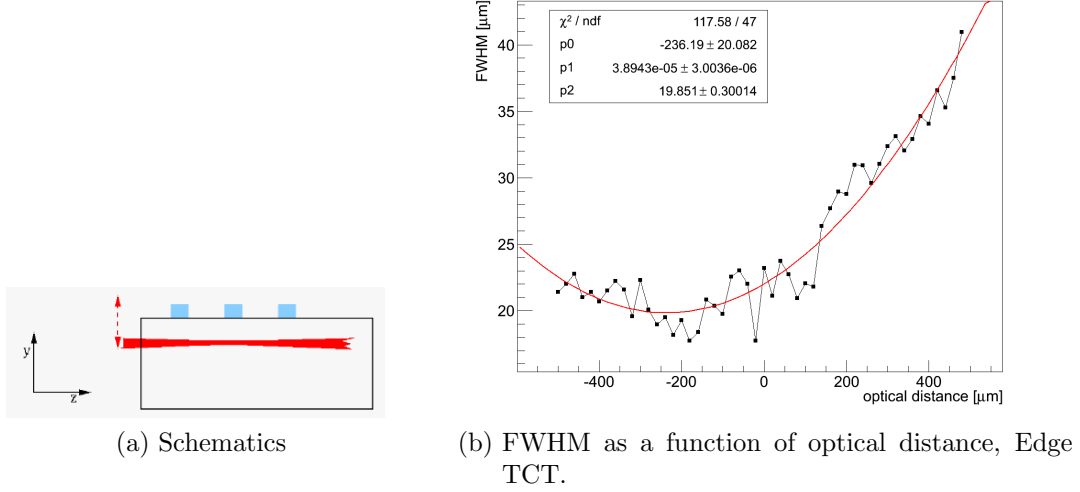 y
z
(a) Schematics
FWHM [μm]
40
35
30
25
20
χ² / ndf 117.58 / 47
p0 -236.19 ± 20.082
p1 3.8943e-05 ± 3.0036e-06
p2 19.851 ± 0.30014
-400 -200 0 200 400
optical distance [μm]
(b) FWHM as a function of optical distance, Edge
TCT.